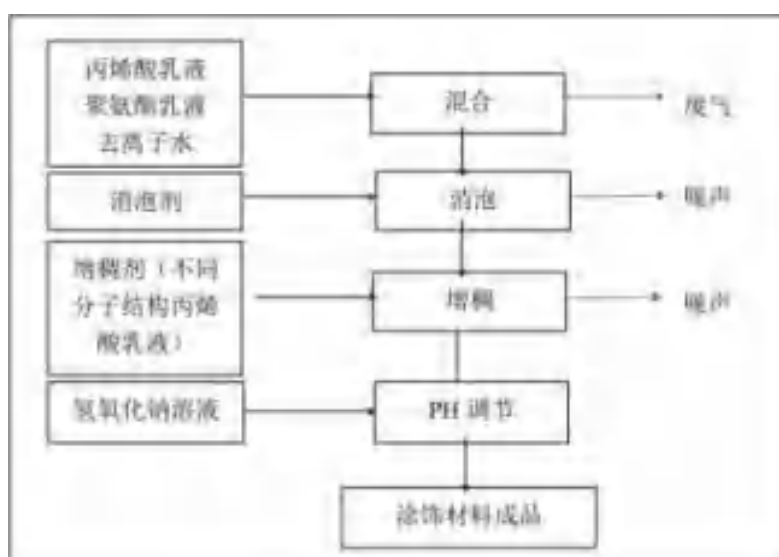 丙烯酸乳液
聚氨酯乳液
去离子水
混合
废气
消泡剂
消泡
噪声
增稠剂（不同
分子结构丙烯
酸乳液）
增稠
噪声
氢氧化钠溶液
PH 调节
涂饰材料成品